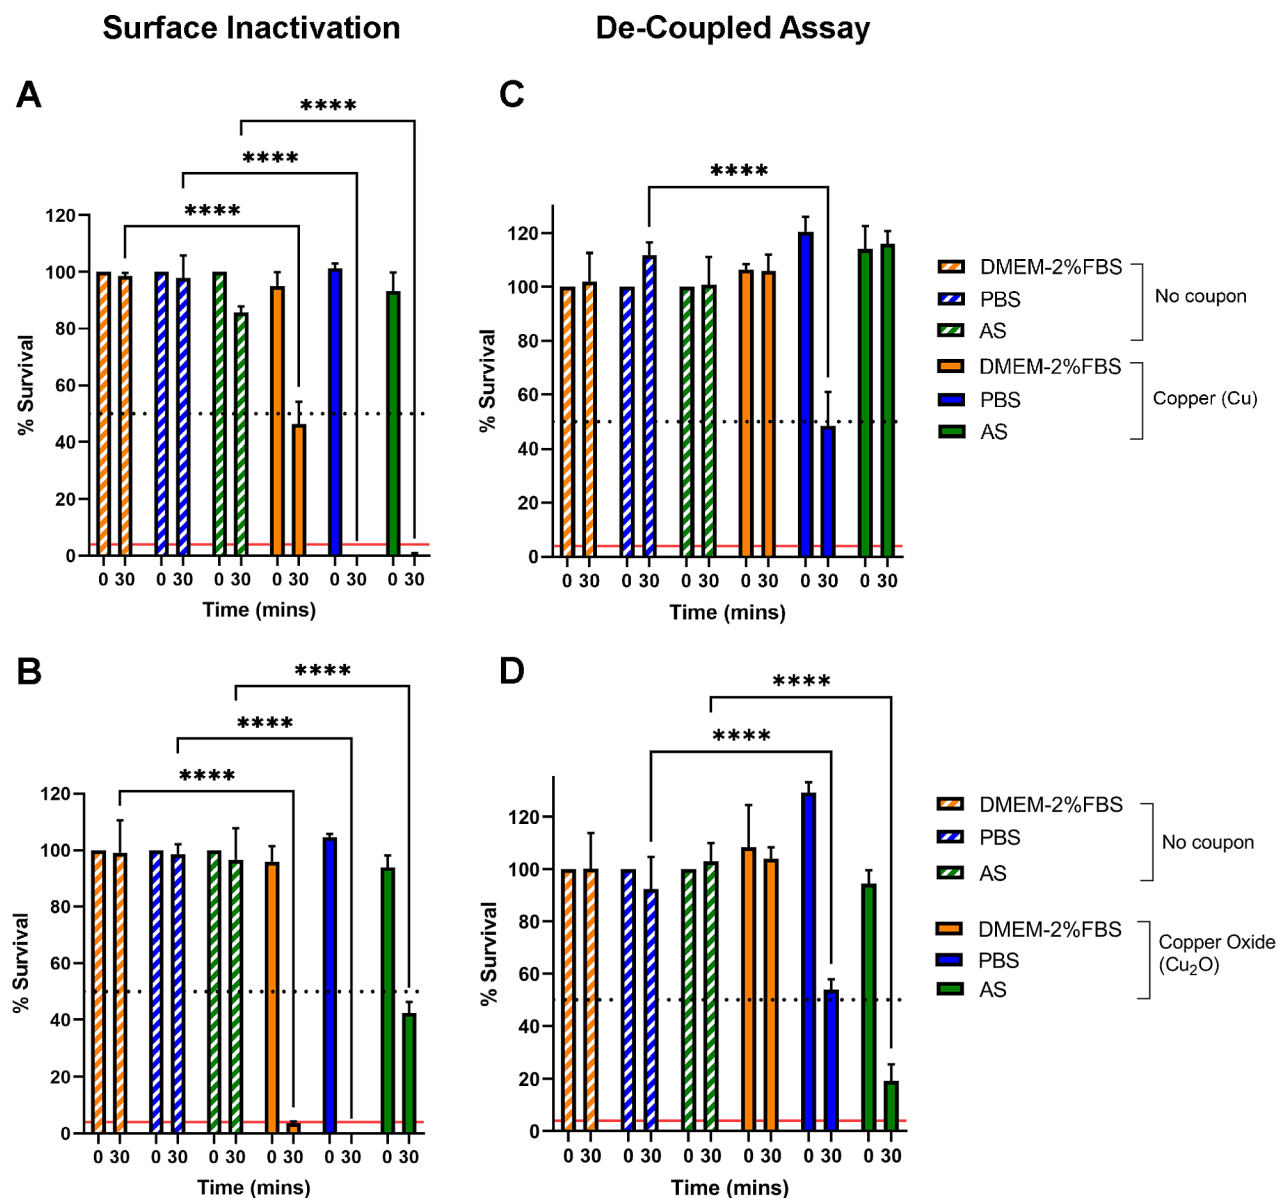 Surface Inactivation
De-Coupled Assay
A
****
****
****
% Survival
120
100
80
60
40
20
0
0 30 0 30 0 30 0 30 0 30 0 30
Time (mins)
C
****
% Survival
120
100
80
60
40
20
0
0 30 0 30 0 30 0 30 0 30 0 30
Time (mins)
DMEM-2%FBS
PBS
AS
No coupon
DMEM-2%FBS
PBS
AS
Copper (Cu)
B
****
****
****
% Survival
120
100
80
60
40
20
0
0 30 0 30 0 30 0 30 0 30 0 30
Time (mins)
D
****
****
% Survival
120
100
80
60
40
20
0
0 30 0 30 0 30 0 30 0 30 0 30
Time (mins)
DMEM-2%FBS
PBS
AS
No coupon
DMEM-2%FBS
PBS
AS
Copper Oxide
(Cu₂O)